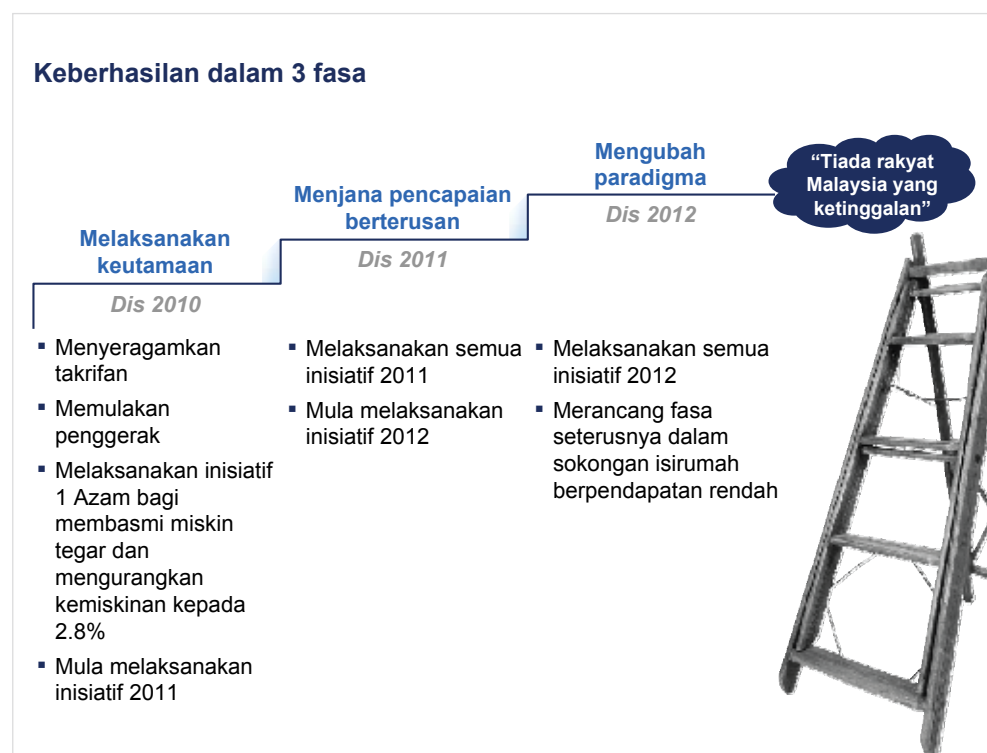 Keberhasilan dalam 3 fasa
Melaksanakan
keutamaan
Dis 2010
▪ Menyeragamkan
takrifan
▪ Memulakan
penggerak
▪ Melaksanakan inisiatif
1 Azam bagi
membasmi miskin
tegar dan
mengurangkan
kemiskinan kepada
2.8%
▪ Mula melaksanakan
inisiatif 2011
Menjana pencapaian
berterusan
Dis 2011
▪ Melaksanakan semua
inisiatif 2011
▪ Mula melaksanakan
inisiatif 2012
Mengubah
paradigma
Dis 2012
▪ Melaksanakan semua
inisiatif 2012
▪ Merancang fasa
seterusnya dalam
sokongan isirumah
berpendapatan rendah
“Tiada rakyat
Malaysia yang
ketinggalan”